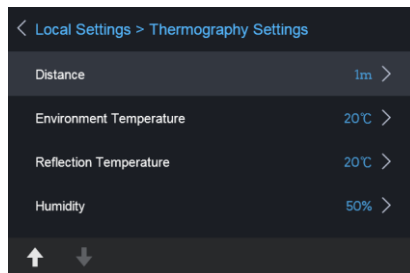 Local Settings > Thermography Settings
Distance 1m
Environment Temperature 20℃
Reflection Temperature 20℃
Humidity 50%